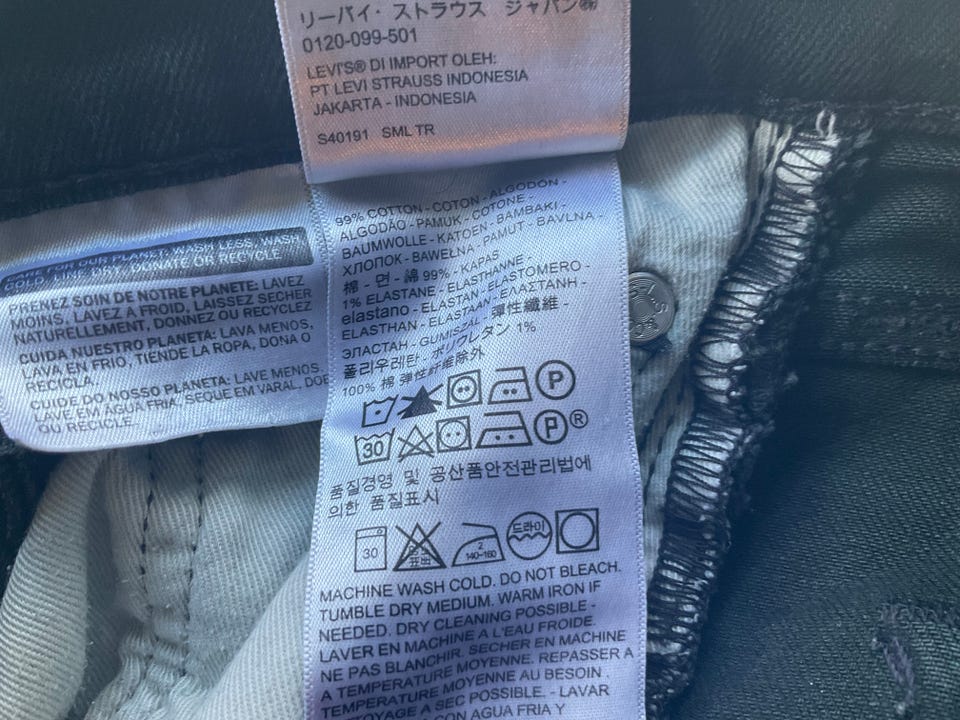 リーバイ・ストラウス ジャパン㈱
0120-099-501
LEVI'S® DI IMPORT OLEH:
PT LEVI STRAUSS INDONESIA
JAKARTA - INDONESIA
S40191 SML TR
CARE FOR OUR PLANET: WASH LESS, WASH
COLD, LINE DRY, DONATE OR RECYCLE
PRENEZ SOIN DE NOTRE PLANETE: LAVEZ
MOINS, LAVEZ A FROID, LAISSEZ SECHER
NATURELLEMENT, DONNEZ OU RECYCLEZ
CUIDA NUESTRO PLANETA: LAVA MENOS,
LAVA EN FRIO, TIENDE LA ROPA, DONA O
RECICLA.
CUIDE DO NOSSO PLANETA: LAVE MENOS,
LAVE EM AGUA FRIA, SEQUE EM VARAL, DOE
OU RECICLE.
99% COTTON - COTON - ALGODÓN -
ALGODÃO - PAMUK - COTONE -
BAUMWOLLE - KATOEN - BAMBAKI -
ХЛОПОК - BAWEŁNA - PAMUT - BAVLNA -
棉 - 면 - 綿 99% - KAPAS
1% ELASTANE - ELASTHANNE -
elastano - ELASTAN - ELASTOMERO -
ELASTHAN - ELASTAAN - ΕΛΑΣΤΑΝΗ -
ЭЛАСТАН - GUMISZÁL - 弾性纖維 -
폴리우레탄 - ポリウレタン 1%
100% 棉 弹性纤维除外
P
30 P®
품질경영 및 공산품안전관리법에
의한 품질표시
30 표백 2 140~160 드라이
MACHINE WASH COLD. DO NOT BLEACH.
TUMBLE DRY MEDIUM. WARM IRON IF
NEEDED. DRY CLEANING POSSIBLE -
LAVER EN MACHINE A L'EAU FROIDE.
NE PAS BLANCHIR. SECHER EN MACHINE
A TEMPERATURE MOYENNE. REPASSER A
TEMPERATURE MOYENNE AU BESOIN.
NETTOYAGE A SEC POSSIBLE. - LAVAR
CON AGUA FRIA Y